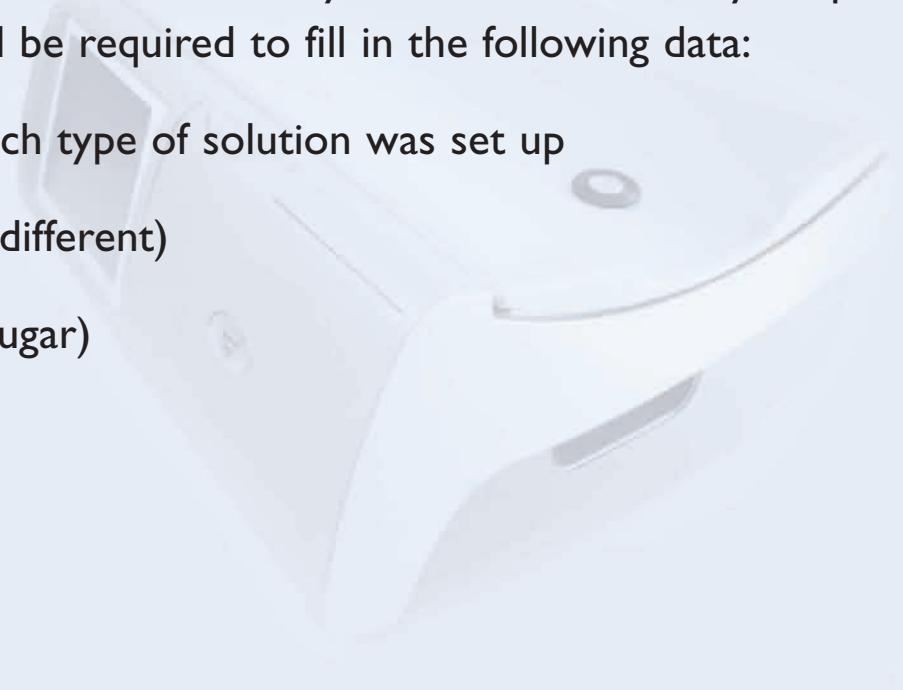 be required to fill in the following data:
ch type of solution was set up
different)
ugar)